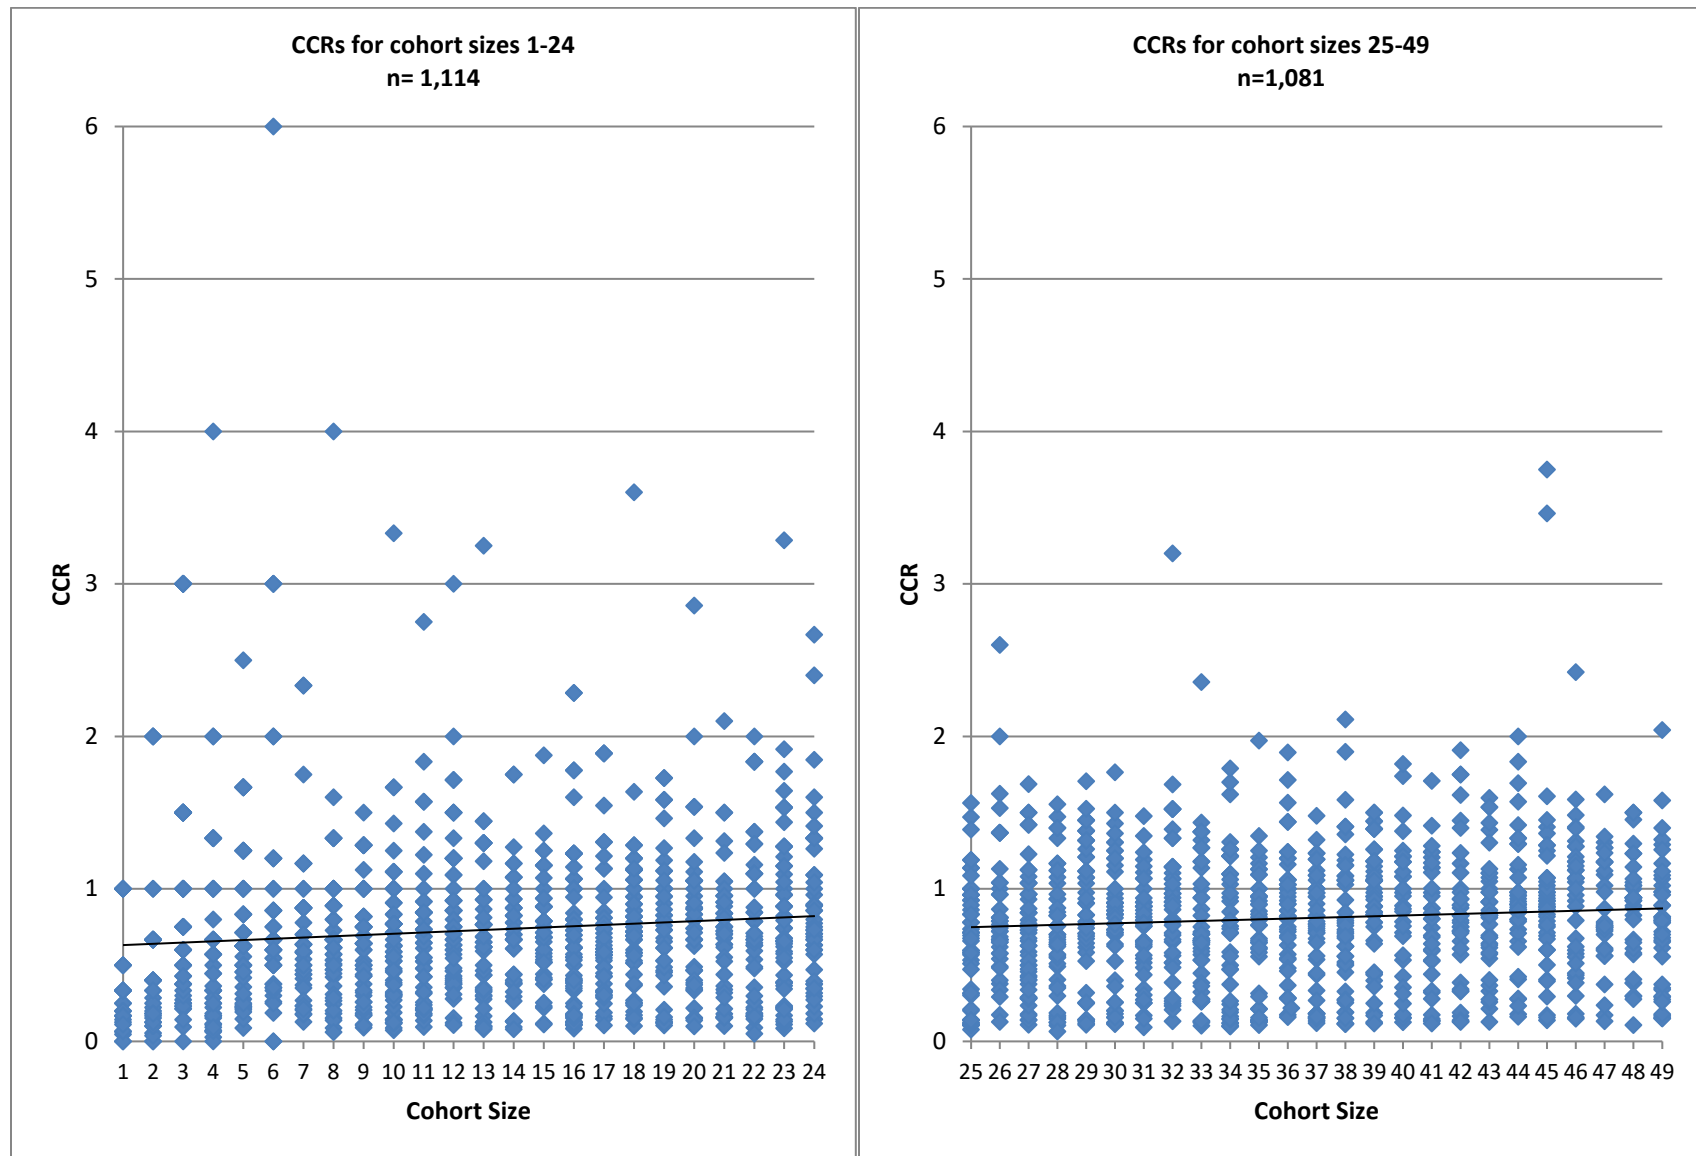 CCRs for cohort sizes 1-24
n= 1,114
6
5
4
3
2
1
0
CCR
1 2 3 4 5 6 7 8 9 10 11 12 13 14 15 16 17 18 19 20 21 22 23 24
Cohort Size
CCRs for cohort sizes 25-49
n=1,081
6
5
4
3
2
1
0
CCR
25 26 27 28 29 30 31 32 33 34 35 36 37 38 39 40 41 42 43 44 45 46 47 48 49
Cohort Size